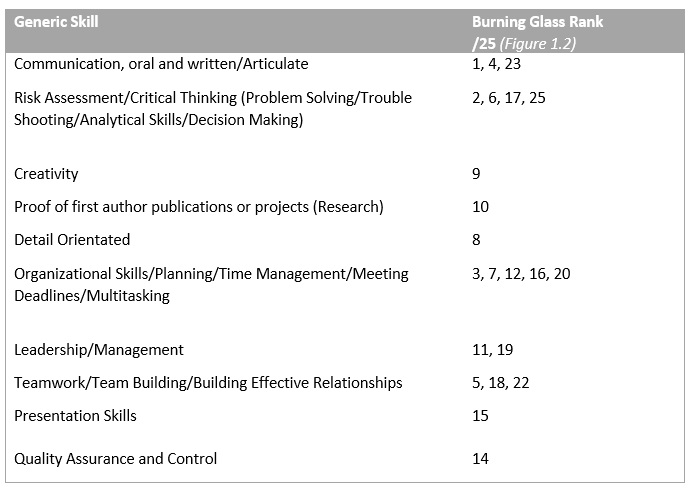 Generic Skill
Burning Glass Rank
/25 (Figure 1.2)
Communication, oral and written/Articulate
1, 4, 23
Risk Assessment/Critical Thinking (Problem Solving/Trouble
Shooting/Analytical Skills/Decision Making)
2, 6, 17, 25
Creativity
9
Proof of first author publications or projects (Research)
10
Detail Orientated
8
Organizational Skills/Planning/Time Management/Meeting
Deadlines/Multitasking
3, 7, 12, 16, 20
Leadership/Management
11, 19
Teamwork/Team Building/Building Effective Relationships
5, 18, 22
Presentation Skills
15
Quality Assurance and Control
14